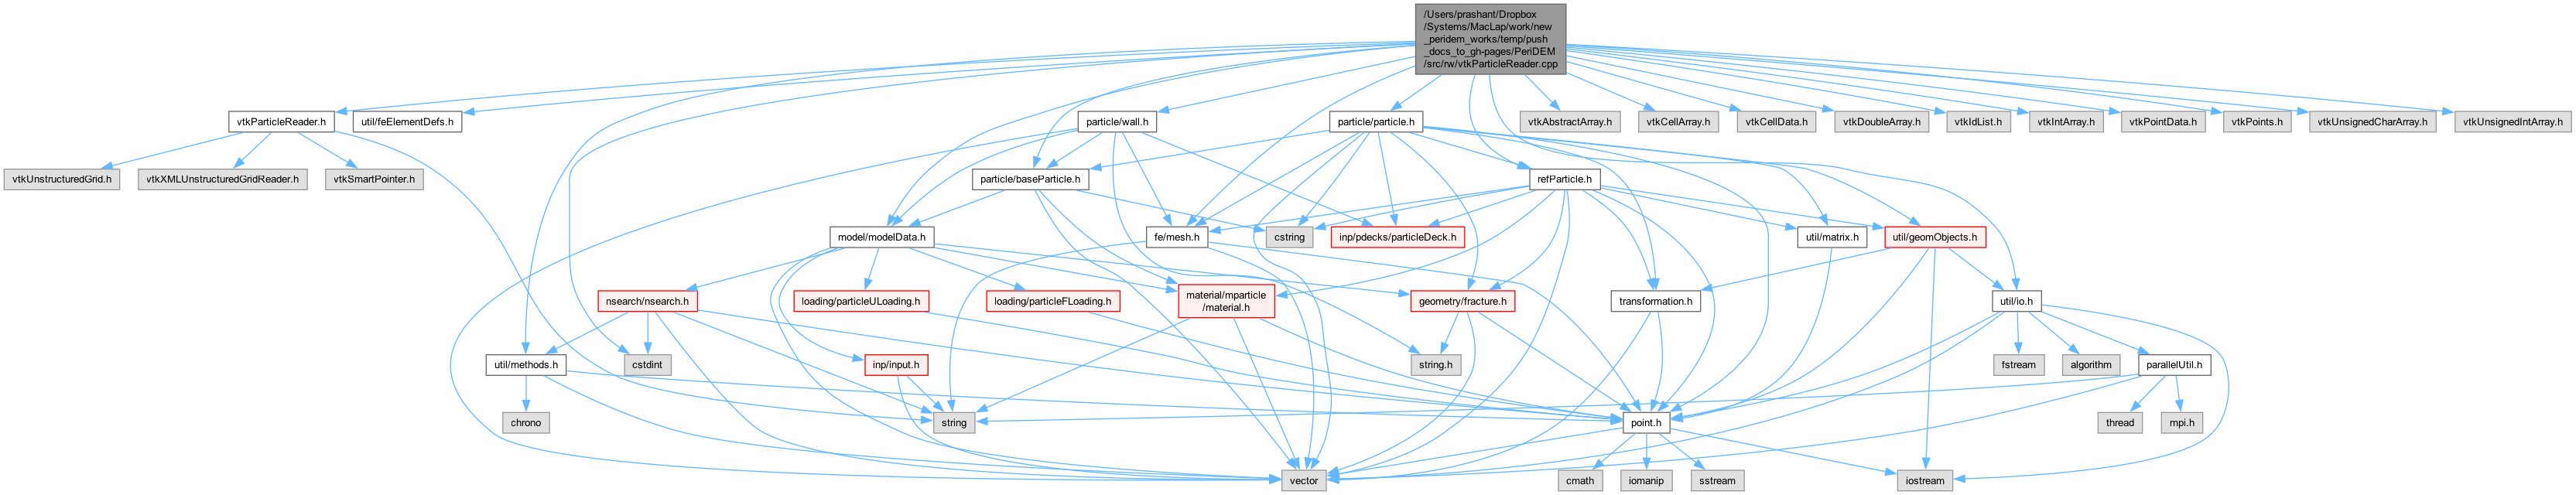 /Users/prashant/Dropbox
/Systems/MacLap/work/new
_peridem_works/temp/push
_docs_to_gh-pages/PeriDEM
/src/rw/vtkParticleReader.cpp
vtkParticleReader.h
util/feElementDefs.h
particle/wall.h
particle/particle.h
vtkAbstractArray.h
vtkCellArray.h
vtkCellData.h
vtkDoubleArray.h
vtkIdList.h
vtkIntArray.h
vtkPointData.h
vtkPoints.h
vtkUnsignedCharArray.h
vtkUnsignedIntArray.h
vtkUnstructuredGrid.h
vtkXMLUnstructuredGridReader.h
vtkSmartPointer.h
particle/baseParticle.h
refParticle.h
model/modelData.h
fe/mesh.h
cstring
inp/pdecks/particleDeck.h
util/matrix.h
util/geomObjects.h
nsearch/nsearch.h
loading/particleULoading.h
loading/particleFLoading.h
material/mparticle
/material.h
geometry/fracture.h
transformation.h
util/io.h
util/methods.h
cstdint
inp/input.h
string.h
fstream
algorithm
parallelUtil.h
chrono
string
point.h
thread
mpi.h
vector
cmath
iomanip
sstream
iostream